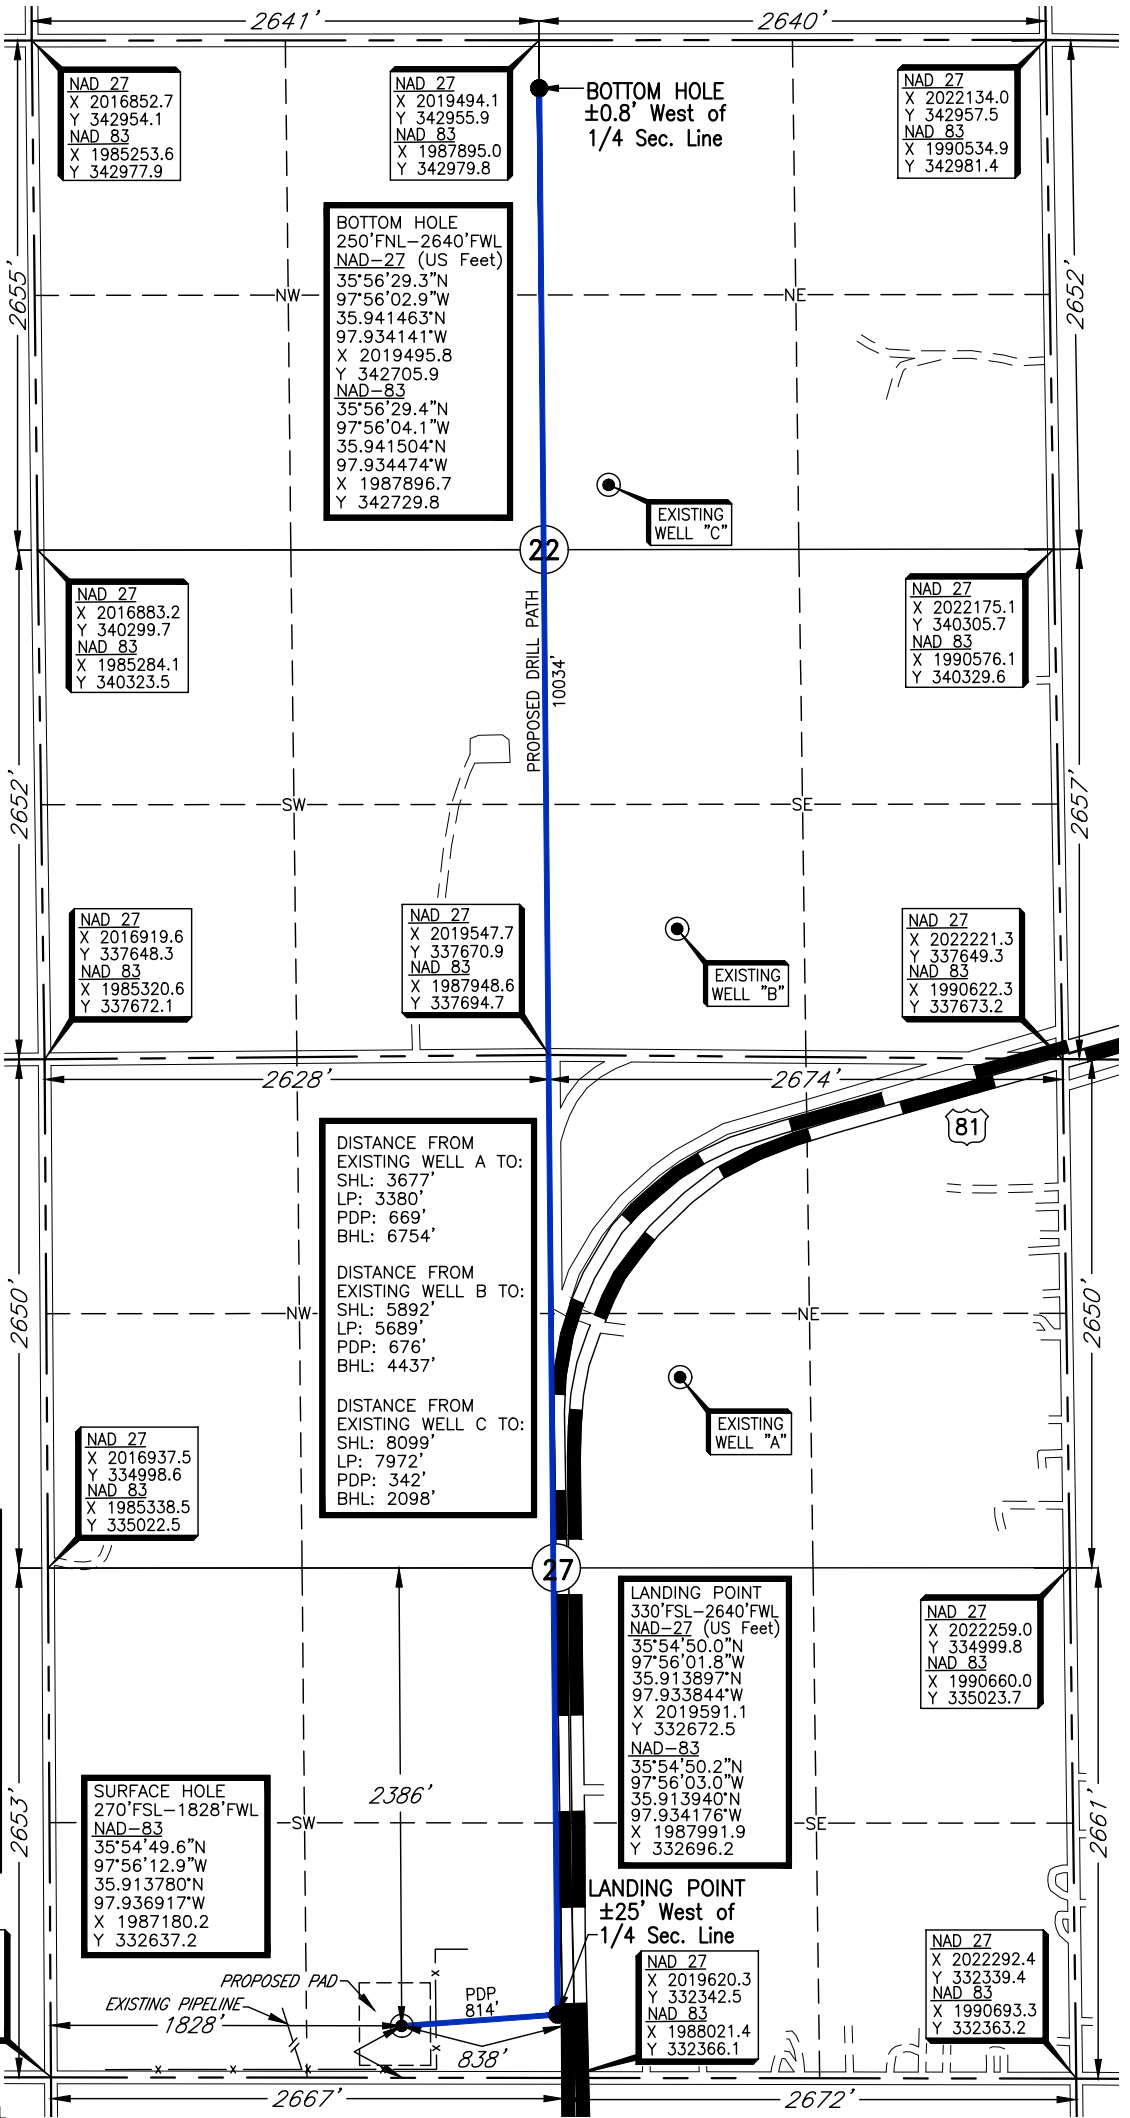 2641'
2640'
NAD 27
X 2016852.7
Y 342954.1
NAD 83
X 1985253.6
Y 342977.9
NAD 27
X 2019494.1
Y 342955.9
NAD 83
X 1987895.0
Y 342979.8
BOTTOM HOLE
±0.8' West of
1/4 Sec. Line
NAD 27
X 2022134.0
Y 342957.5
NAD 83
X 1990534.9
Y 342981.4
BOTTOM HOLE
250'FNL-2640'FWL
NAD-27 (US Feet)
35°56'29.3"N
97°56'02.9"W
35.941463°N
97.934141°W
X 2019495.8
Y 342705.9
NAD-83
35°56'29.4"N
97°56'04.1"W
35.941504°N
97.934474°W
X 1987896.7
Y 342729.8
2655'
NW
NE
2652'
EXISTING
WELL "C"
22
NAD 27
X 2016883.2
Y 340299.7
NAD 83
X 1985284.1
Y 340323.5
PROPOSED DRILL PATH
10034'
NAD 27
X 2022175.1
Y 340305.7
NAD 83
X 1990576.1
Y 340329.6
2652'
SW
SE
2657'
NAD 27
X 2016919.6
Y 337648.3
NAD 83
X 1985320.6
Y 337672.1
NAD 27
X 2019547.7
Y 337670.9
NAD 83
X 1987948.6
Y 337694.7
EXISTING
WELL "B"
NAD 27
X 2022221.3
Y 337649.3
NAD 83
X 1990622.3
Y 337673.2
2628'
2674'
81
DISTANCE FROM
EXISTING WELL A TO:
SHL: 3677'
LP: 3380'
PDP: 669'
BHL: 6754'
DISTANCE FROM
EXISTING WELL B TO:
SHL: 5892'
LP: 5689'
PDP: 676'
BHL: 4437'
DISTANCE FROM
EXISTING WELL C TO:
SHL: 8099'
LP: 7972'
PDP: 342'
BHL: 2098'
2650'
NW
NE
2650'
EXISTING
WELL "A"
NAD 27
X 2016937.5
Y 334998.6
NAD 83
X 1985338.5
Y 335022.5
27
LANDING POINT
330'FSL-2640'FWL
NAD-27 (US Feet)
35°54'50.0"N
97°56'01.8"W
35.913897°N
97.933844°W
X 2019591.1
Y 332672.5
NAD-83
35°54'50.2"N
97°56'03.0"W
35.913940°N
97.934176°W
X 1987991.9
Y 332696.2
NAD 27
X 2022259.0
Y 334999.8
NAD 83
X 1990660.0
Y 335023.7
2653'
SURFACE HOLE
270'FSL-1828'FWL
NAD-83
35°54'49.6"N
97°56'12.9"W
35.913780°N
97.936917°W
X 1987180.2
Y 332637.2
2386'
SW
SE
2661'
LANDING POINT
±25' West of
1/4 Sec. Line
NAD 27
X 2019620.3
Y 332342.5
NAD 83
X 1988021.4
Y 332366.1
NAD 27
X 2022292.4
Y 332339.4
NAD 83
X 1990693.3
Y 332363.2
PROPOSED PAD
EXISTING PIPELINE
1828'
PDP
814'
838'
2667'
2672'